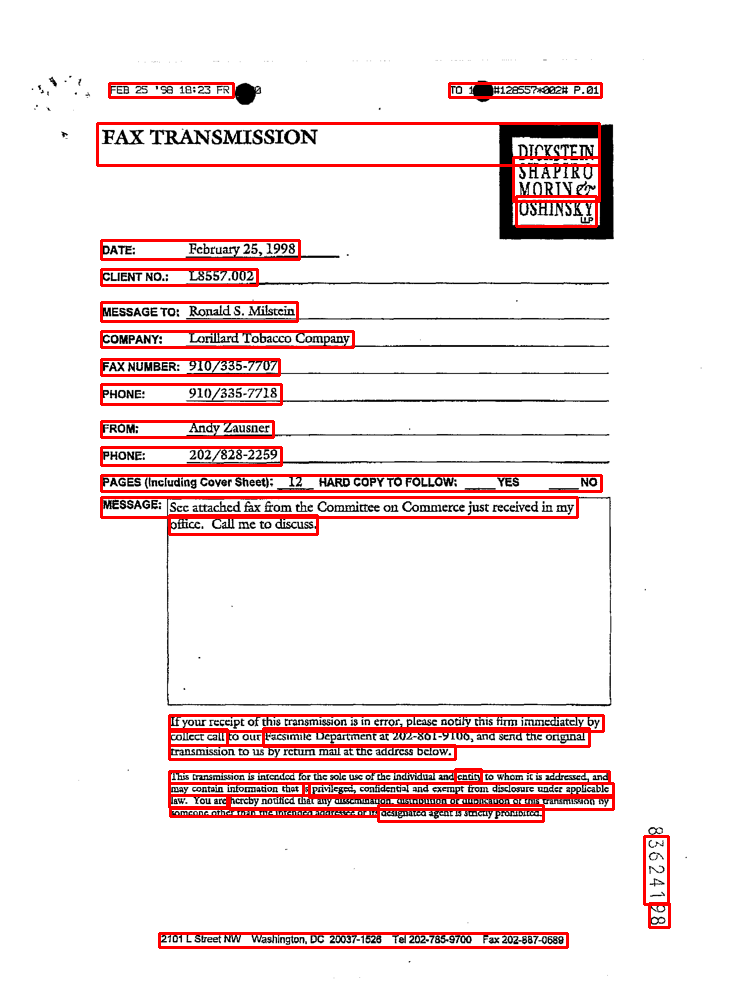 FEB 25 '98 18:23 FR
TO 1 #128557*002# P.01
FAX TRANSMISSION
DICKSTEIN
SHAPIRO
MORIN &
OSHINSKY
LLP
DATE: February 25, 1998
CLIENT NO.: L8557.002
MESSAGE TO: Ronald S. Milstein
COMPANY: Lorillard Tobacco Company
FAX NUMBER: 910/335-7707
PHONE: 910/335-7718
FROM: Andy Zausner
PHONE: 202/828-2259
PAGES (Including Cover Sheet): 12 HARD COPY TO FOLLOW: YES NO
MESSAGE: See attached fax from the Committee on Commerce just received in my
office. Call me to discuss.
If your receipt of this transmission is in error, please notify this firm immediately by
collect call to our Facsimile Department at 202-861-9106, and send the original
transmission to us by return mail at the address below.
This transmission is intended for the sole use of the individual and entity to whom it is addressed, and
may contain information that is privileged, confidential and exempt from disclosure under applicable
law. You are hereby notified that any dissemination, distribution or duplication of this transmission by
someone other than the intended addressee or its designated agent is strictly prohibited.
83624198
2101 L Street NW Washington, DC 20037-1526 Tel 202-785-9700 Fax 202-887-0689